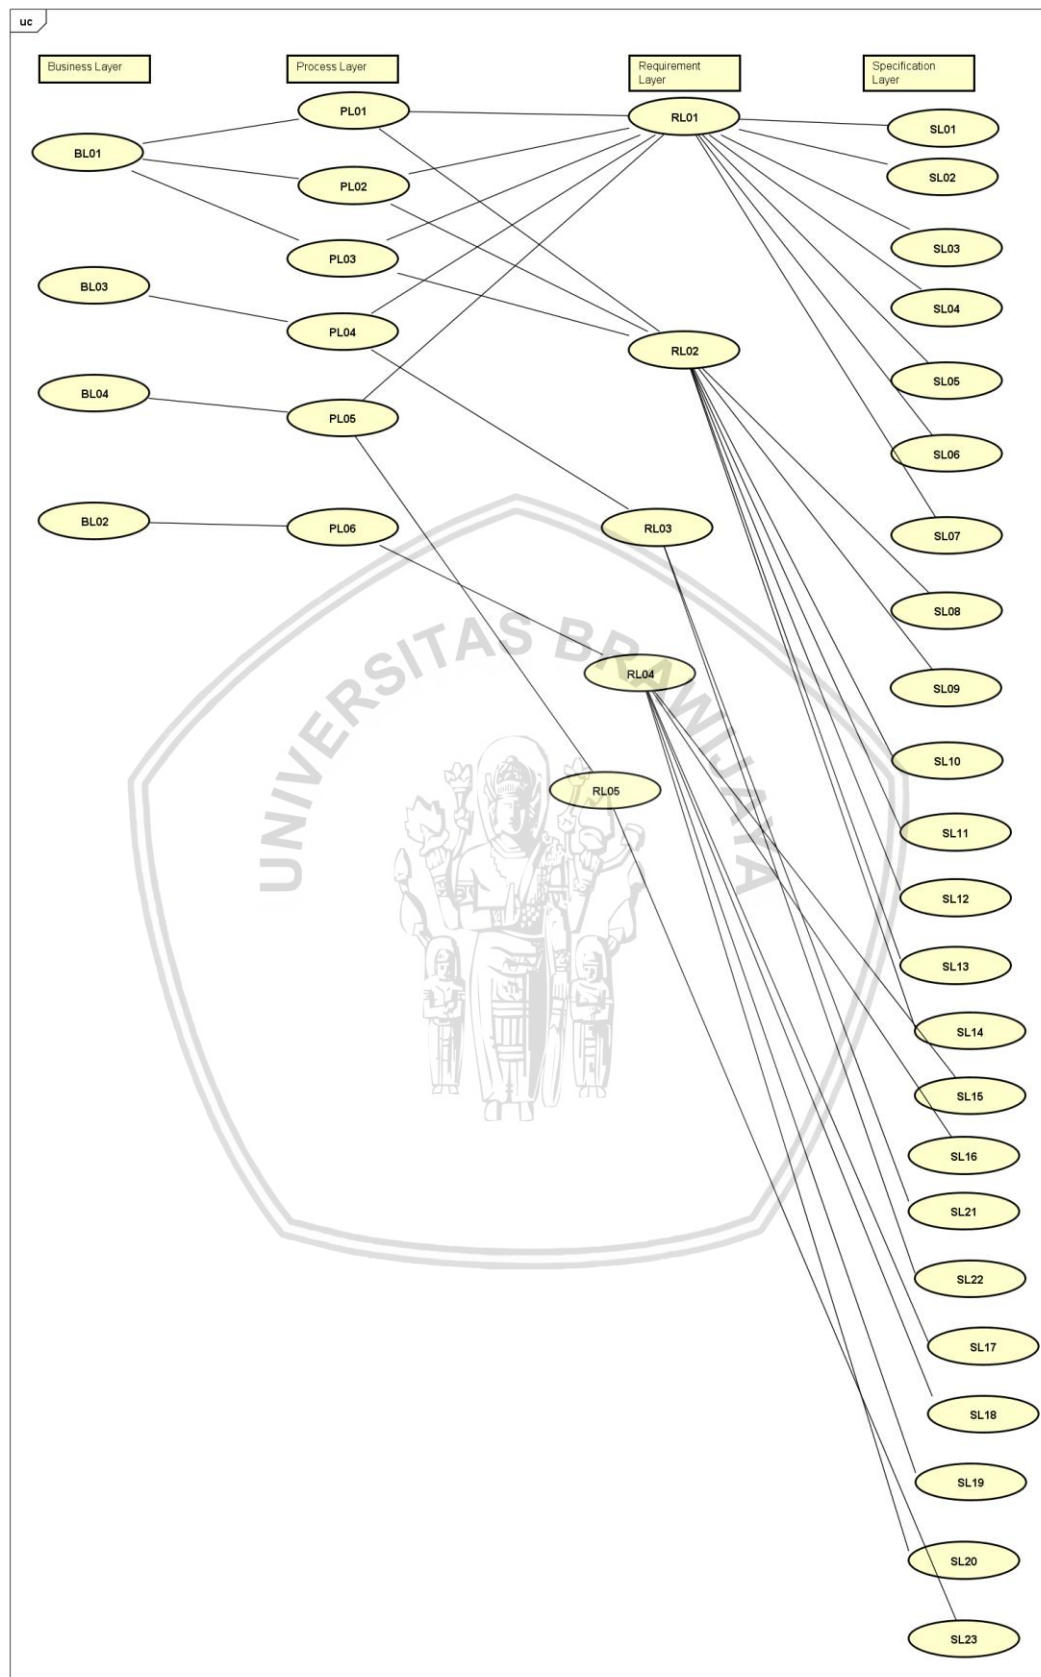 uc
Business Layer
Process Layer
Requirement
Layer
Specification
Layer
BL01
BL03
BL04
BL02
PL01
PL02
PL03
PL04
PL05
PL06
RL01
RL02
RL03
RL04
RL05
SL01
SL02
SL03
SL04
SL05
SL06
SL07
SL08
SL09
SL10
SL11
SL12
SL13
SL14
SL15
SL16
SL21
SL22
SL17
SL18
SL19
SL20
SL23
UNIVERSITAS BRAWIJAYA